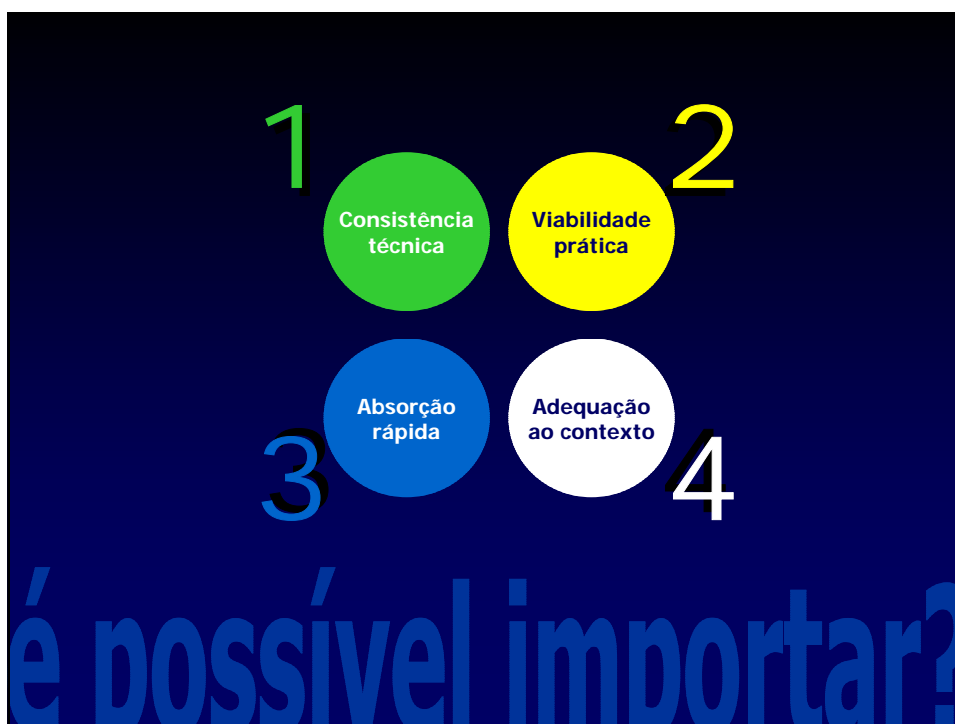 1
Consistência
técnica
2
Viabilidade
prática
3
Absorção
rápida
4
Adequação
ao contexto
é possível importar?